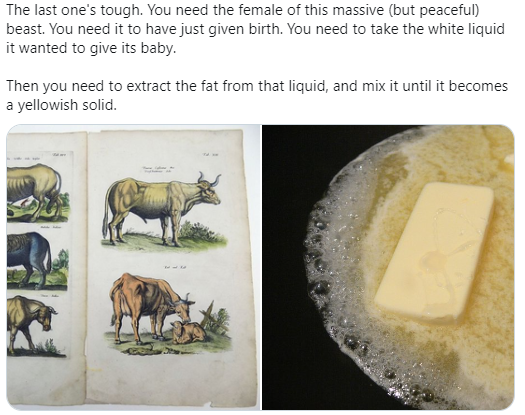 The last one's tough. You need the female of this massive (but peaceful)
beast. You need it to have just given birth. You need to take the white liquid
it wanted to give its baby.
Then you need to extract the fat from that liquid, and mix it until it becomes
a yellowish solid.